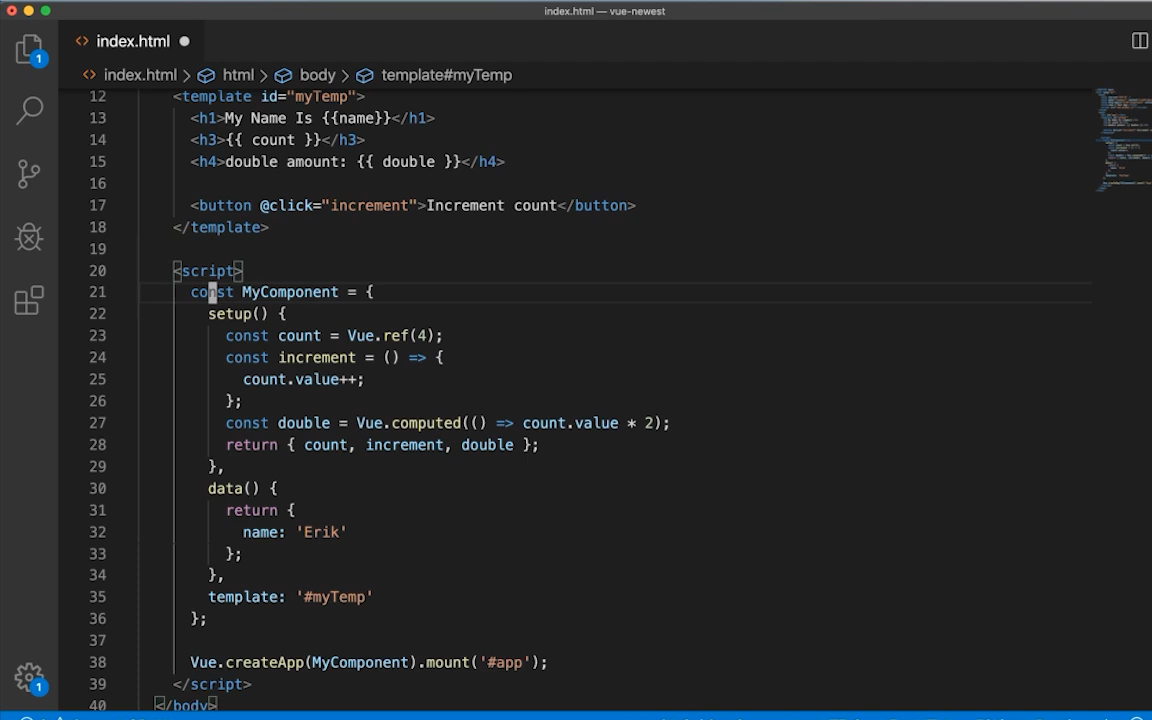 index.html — vue-newest
<> index.html ●
1
<> index.html > html > body > template#myTemp
12 <template id="myTemp">
13 <h1>My Name Is {{name}}</h1>
14 <h3>{{ count }}</h3>
15 <h4>double amount: {{ double }}</h4>
16
17 <button @click="increment">Increment count</button>
18 </template>
19
20 <script>
21 const MyComponent = {
22 setup() {
23 const count = Vue.ref(4);
24 const increment = () => {
25 count.value++;
26 };
27 const double = Vue.computed(() => count.value * 2);
28 return { count, increment, double };
29 },
30 data() {
31 return {
32 name: 'Erik'
33 };
34 },
35 template: '#myTemp'
36 };
37
38 Vue.createApp(MyComponent).mount('#app');
39 </script>
40 </body>
1